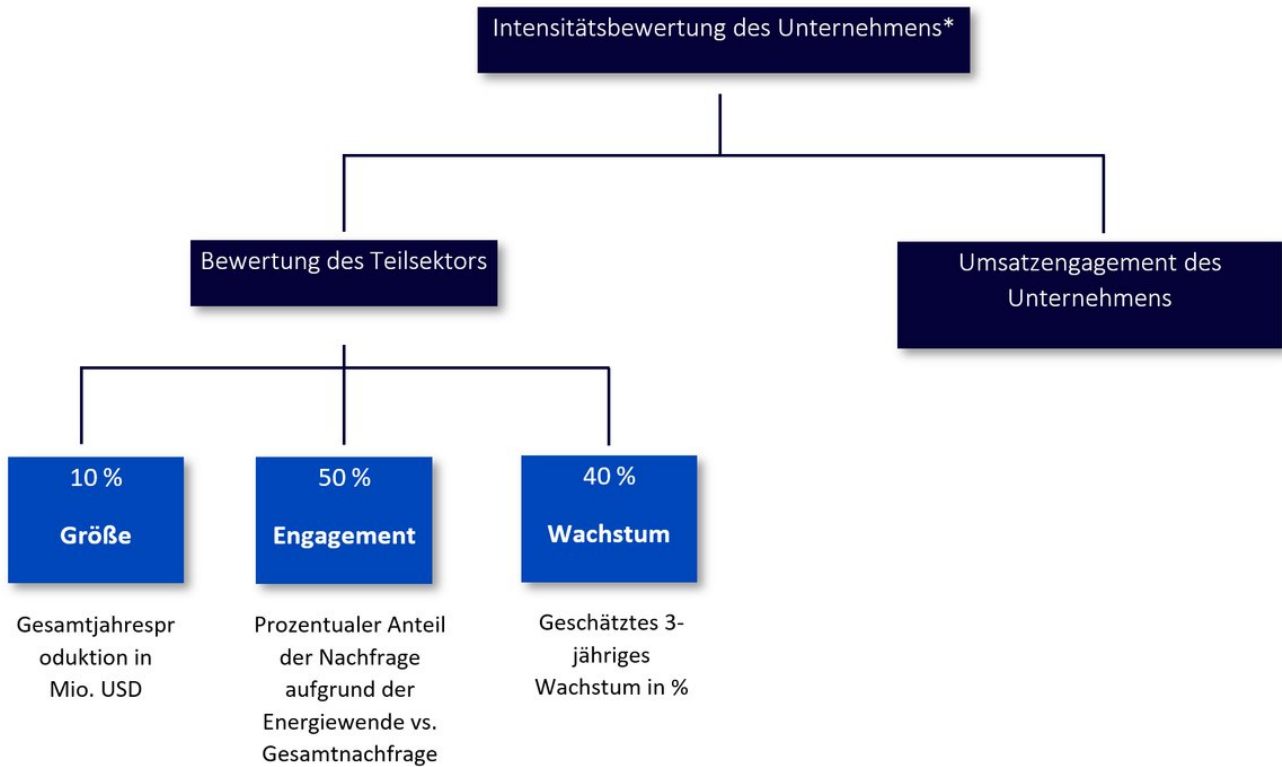 Intensitätsbewertung des Unternehmens*
Bewertung des Teilsektors
Umsatzengagement des
Unternehmens
10 %
Größe
50 %
Engagement
40 %
Wachstum
Gesamtjahrespr
oduktion in
Mio. USD
Prozentualer Anteil
der Nachfrage
aufgrund der
Energiewende vs.
Gesamtnachfrage
Geschätztes 3-
jähriges
Wachstum in %